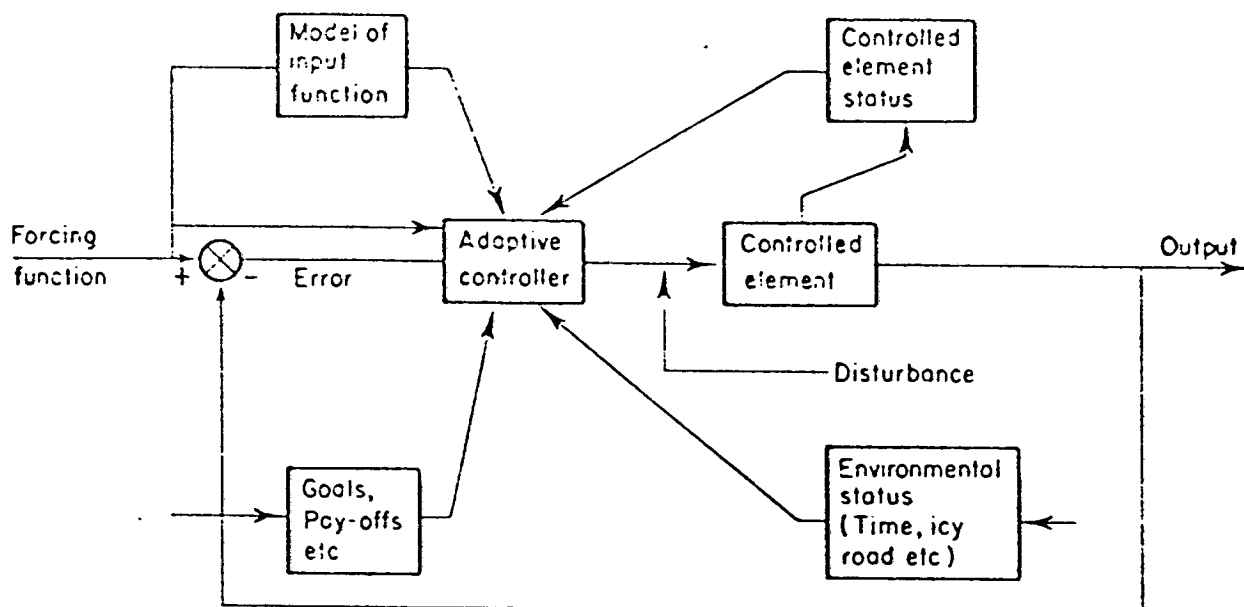 Model of
input
function
Controlled
element
status
Forcing
function
+
-
Error
Adaptive
controller
Controlled
element
Output
Disturbance
Goals,
Pay-offs
etc
Environmental
status
(Time, icy
road etc)